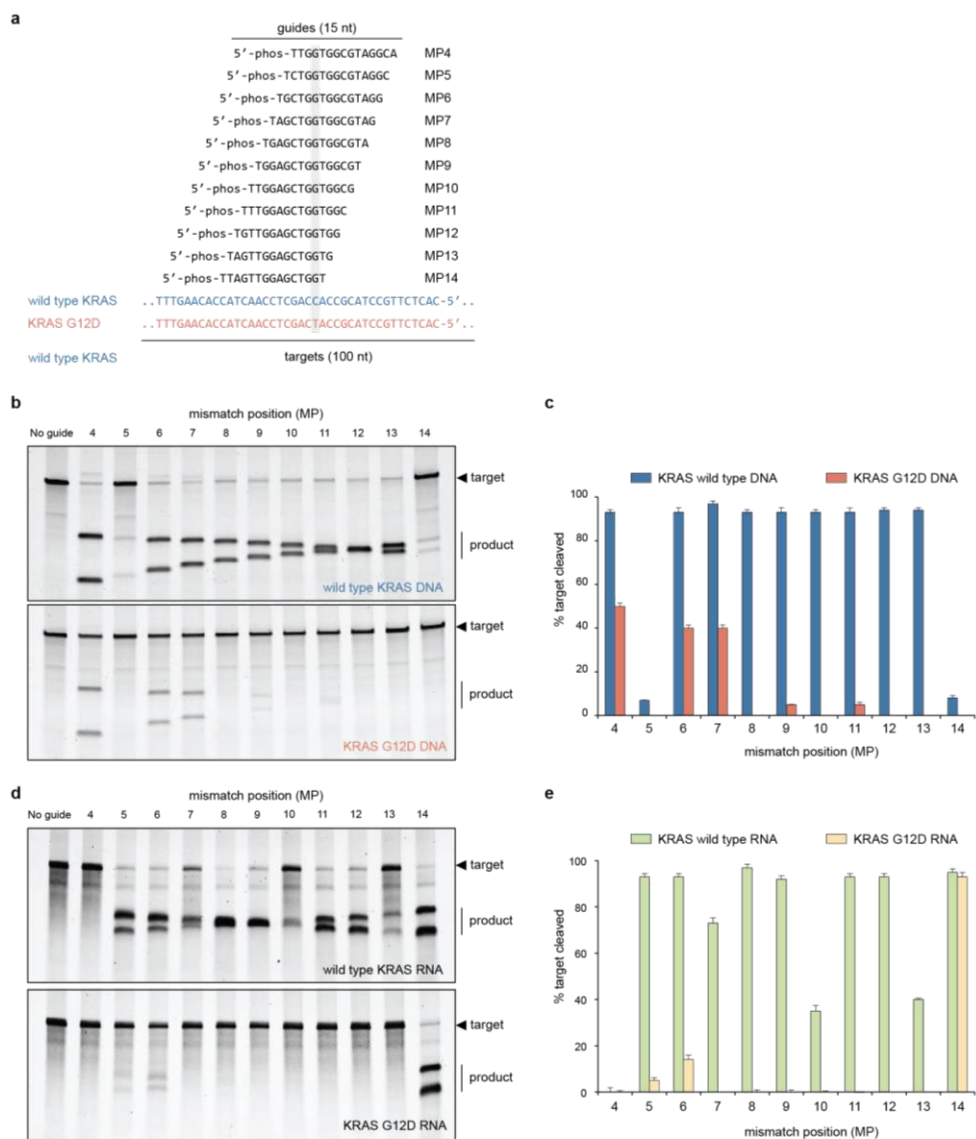 a
guides (15 nt)
5’-phos-TTGGTGGCGTAGGCA MP4
5’-phos-TCTGGTGGCGTAGGC MP5
5’-phos-TGCTGGTGGCGTAGG MP6
5’-phos-TAGCTGGTGGCGTAG MP7
5’-phos-TGAGCTGGTGGCGTA MP8
5’-phos-TGGAGCTGGTGGCGT MP9
5’-phos-TTGGAGCTGGTGGCG MP10
5’-phos-TTTGGAGCTGGTGGC MP11
5’-phos-TGTTGGAGCTGGTGG MP12
5’-phos-TAGTTGGAGCTGGTG MP13
5’-phos-TTAGTTGGAGCTGGT MP14
wild type KRAS ..TTTGAACACCATCAACCTCGACCACCGCATCCGTTCTCAC-5’..
KRAS G12D ..TTTGAACACCATCAACCTCGACTACCGCATCCGTTCTCAC-5’..
wild type KRAS targets (100 nt)
b
mismatch position (MP)
No guide 4 5 6 7 8 9 10 11 12 13 14
target
product
wild type KRAS DNA
target
product
KRAS G12D DNA
c
KRAS wild type DNA KRAS G12D DNA
% target cleaved
100
80
60
40
20
0
4 5 6 7 8 9 10 11 12 13 14
mismatch position (MP)
d
mismatch position (MP)
No guide 4 5 6 7 8 9 10 11 12 13 14
target
product
wild type KRAS RNA
target
product
KRAS G12D RNA
e
KRAS wild type RNA KRAS G12D RNA
% target cleaved
100
80
60
40
20
0
4 5 6 7 8 9 10 11 12 13 14
mismatch position (MP)